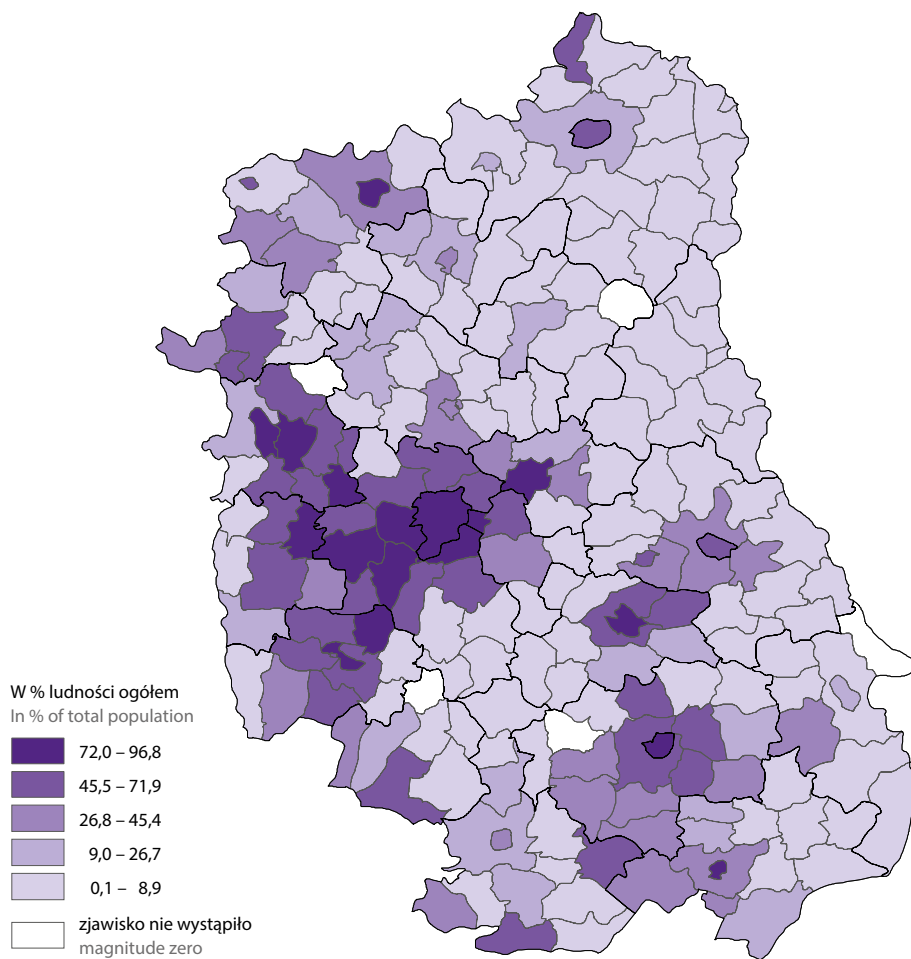 W % ludności ogółem
In % of total population
72,0 – 96,8
45,5 – 71,9
26,8 – 45,4
9,0 – 26,7
0,1 – 8,9
zjawisko nie wystąpiło
magnitude zero